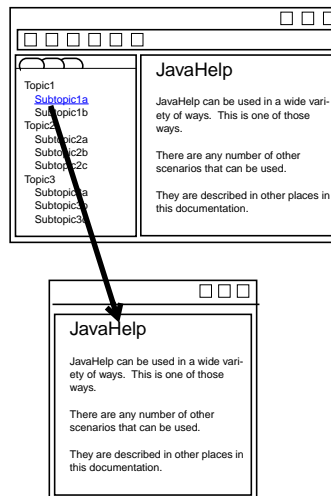 Topic1
Subtopic1a
Subtopic1b
Topic2
Subtopic2a
Subtopic2b
Subtopic2c
Topic3
Subtopic3a
Subtopic3b
Subtopic3c
JavaHelp
JavaHelp can be used in a wide vari-
ety of ways. This is one of those
ways.
There are any number of other
scenarios that can be used.
They are described in other places in
this documentation.
JavaHelp
JavaHelp can be used in a wide vari-
ety of ways. This is one of those
ways.
There are any number of other
scenarios that can be used.
They are described in other places in
this documentation.